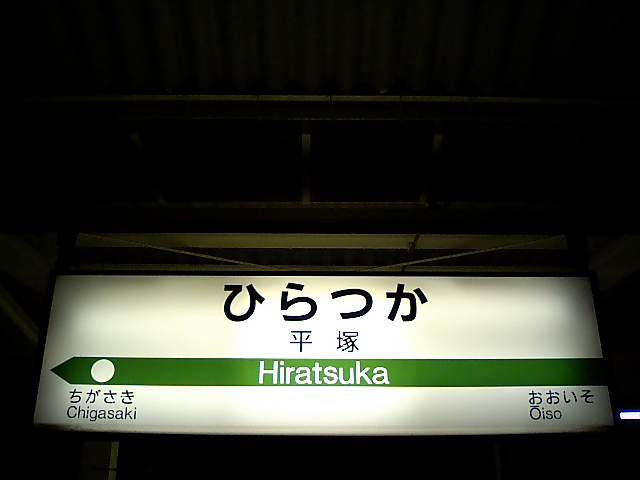 ひらつか
平塚
Hiratsuka
ちがさき
Chigasaki
おおいそ
Ōiso